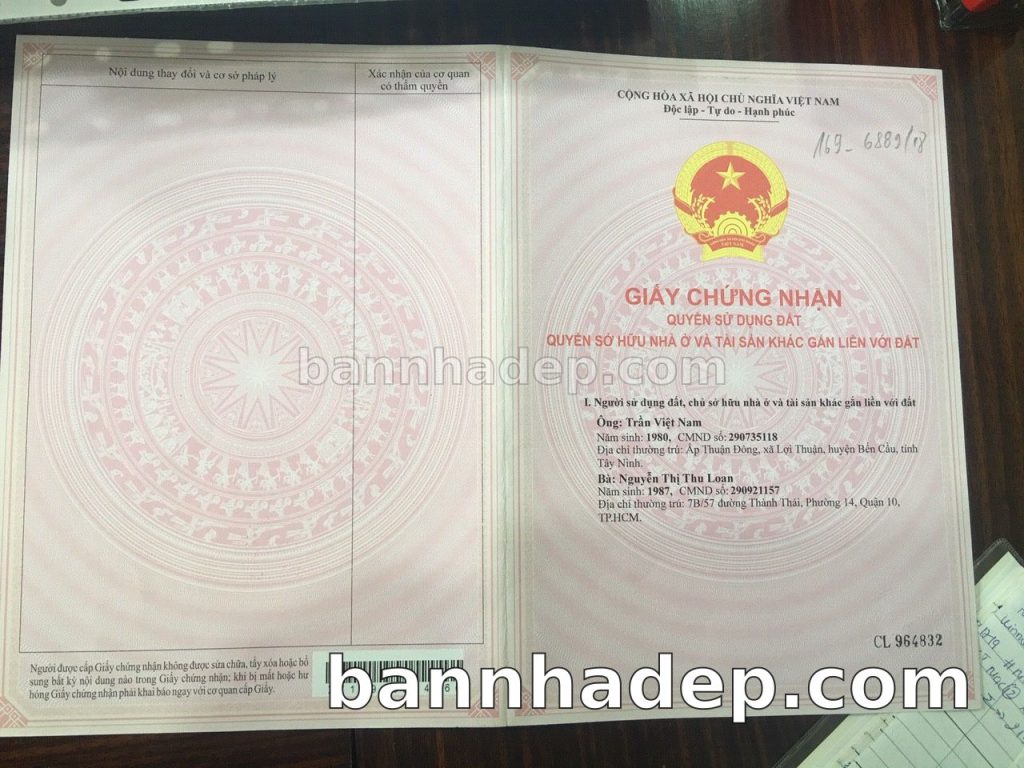 Nội dung thay đổi và cơ sở pháp lý
Xác nhận của cơ quan
có thẩm quyền
Người được cấp Giấy chứng nhận không được sửa chữa, tẩy xóa hoặc bổ
sung bất kỳ nội dung nào trong Giấy chứng nhận; khi bị mất hoặc hư
hỏng Giấy chứng nhận phải khai báo ngay với cơ quan cấp Giấy.
CỘNG HÒA XÃ HỘI CHỦ NGHĨA VIỆT NAM
Độc lập - Tự do - Hạnh phúc
169 - 6889/18
VIỆT NAM
GIẤY CHỨNG NHẬN
QUYỀN SỬ DỤNG ĐẤT
QUYỀN SỞ HỮU NHÀ Ở VÀ TÀI SẢN KHÁC GẮN LIỀN VỚI ĐẤT
bannhadep.com
I. Người sử dụng đất, chủ sở hữu nhà ở và tài sản khác gắn liền với đất
Ông: Trần Việt Nam
Năm sinh: 1980, CMND số: 290735118
Địa chỉ thường trú: Ấp Thuận Đông, xã Lợi Thuận, huyện Bến Cầu, tỉnh
Tây Ninh.
Bà: Nguyễn Thị Thu Loan
Năm sinh: 1987, CMND số: 290921157
Địa chỉ thường trú: 7B/57 đường Thành Thái, Phường 14, Quận 10,
TP.HCM.
CL 964832
bannhadep.com